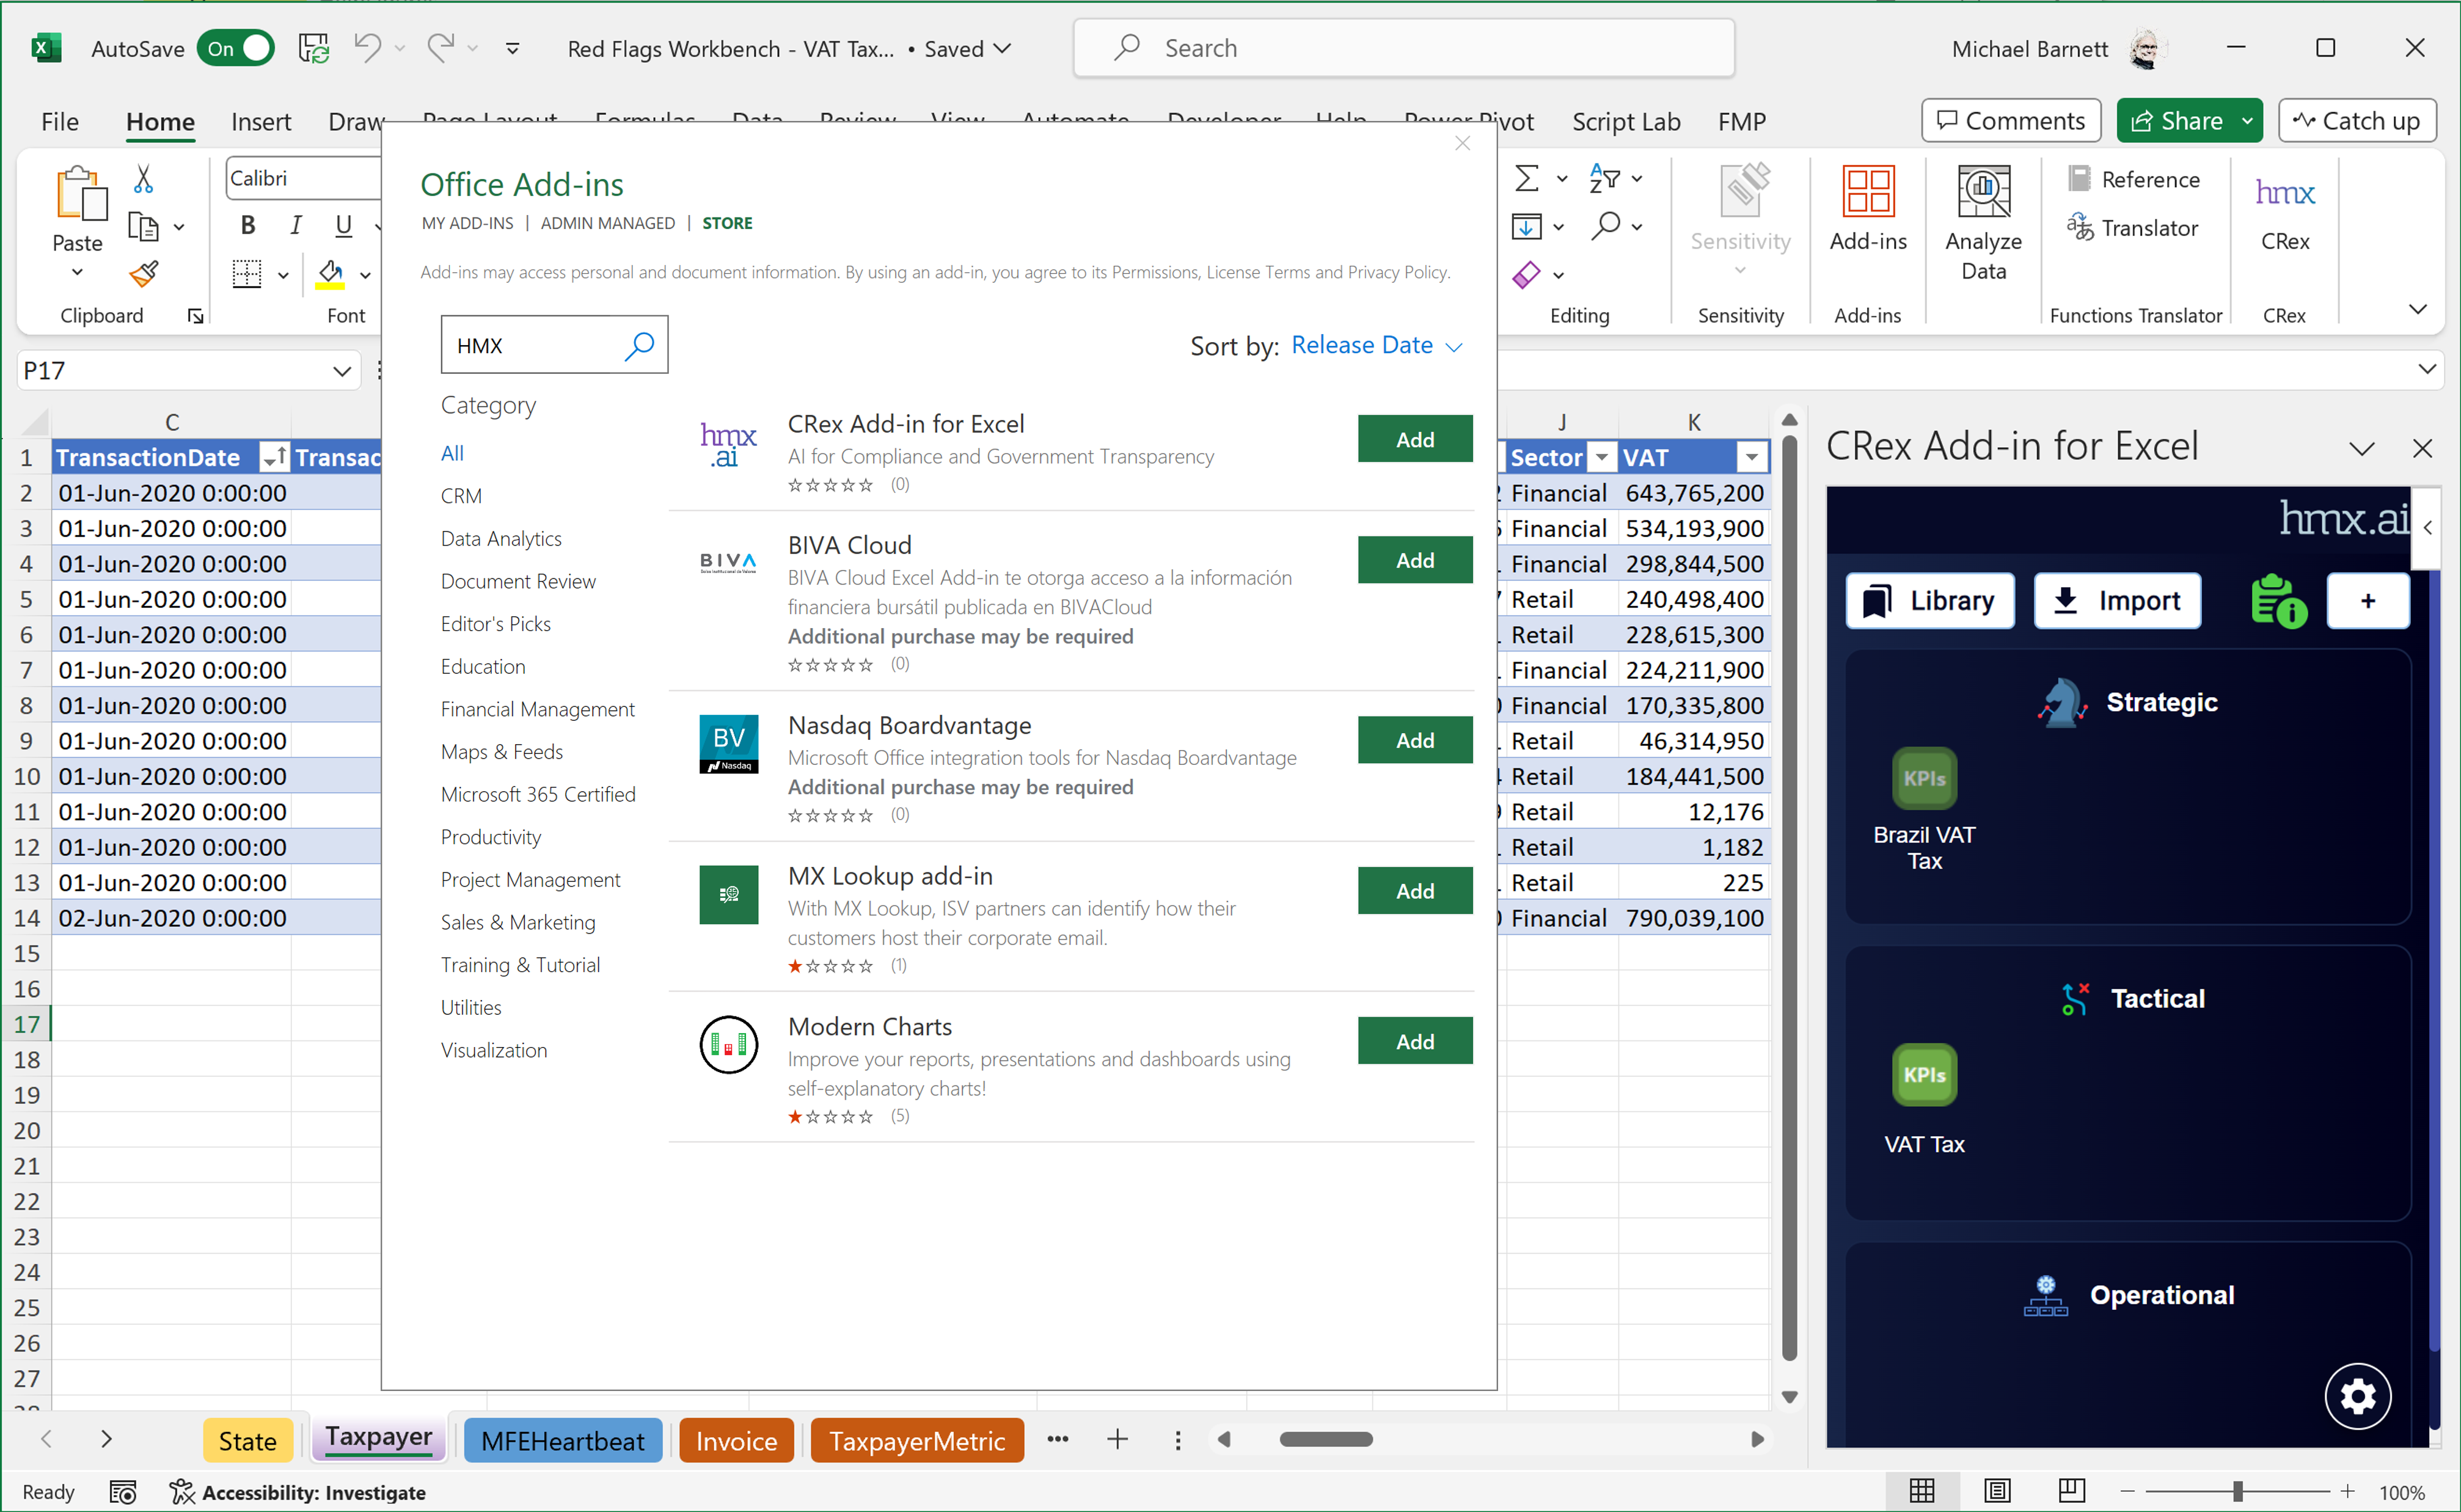 AutoSave On Red Flags Workbench - VAT Tax... • Saved Search Michael Barnett
File Home Insert Draw Page Layout Formulas Data Review View Automate Developer Help Power Pivot Script Lab FMP Comments Share Catch up
Paste
Clipboard
Calibri
B I U
Font
Editing
Sensitivity
Sensitivity
Add-ins
Add-ins
Analyze
Data
Reference
Translator
Functions Translator
hmx
CRex
CRex
P17
Office Add-ins
MY ADD-INS | ADMIN MANAGED | STORE
Add-ins may access personal and document information. By using an add-in, you agree to its Permissions, License Terms and Privacy Policy.
HMX
Sort by: Release Date
Category
All
CRM
Data Analytics
Document Review
Editor's Picks
Education
Financial Management
Maps & Feeds
Microsoft 365 Certified
Productivity
Project Management
Sales & Marketing
Training & Tutorial
Utilities
Visualization
hmx
.ai
CRex Add-in for Excel
AI for Compliance and Government Transparency
(0)
Add
BIVA
BIVA Cloud
BIVA Cloud Excel Add-in te otorga acceso a la información
financiera bursátil publicada en BIVACloud
Additional purchase may be required
(0)
Add
BV
Nasdaq
Nasdaq Boardvantage
Microsoft Office integration tools for Nasdaq Boardvantage
Additional purchase may be required
(0)
Add
MX Lookup add-in
With MX Lookup, ISV partners can identify how their
customers host their corporate email.
(1)
Add
Modern Charts
Improve your reports, presentations and dashboards using
self-explanatory charts!
(5)
Add
C J K
1 TransactionDate Transac Sector VAT
2 01-Jun-2020 0:00:00 Financial 643,765,200
3 01-Jun-2020 0:00:00 Financial 534,193,900
4 01-Jun-2020 0:00:00 Financial 298,844,500
5 01-Jun-2020 0:00:00 Retail 240,498,400
6 01-Jun-2020 0:00:00 Retail 228,615,300
7 01-Jun-2020 0:00:00 Financial 224,211,900
8 01-Jun-2020 0:00:00 Financial 170,335,800
9 01-Jun-2020 0:00:00 Retail 46,314,950
10 01-Jun-2020 0:00:00 Retail 184,441,500
11 01-Jun-2020 0:00:00 Retail 12,176
12 01-Jun-2020 0:00:00 Retail 1,182
13 01-Jun-2020 0:00:00 Retail 225
14 02-Jun-2020 0:00:00 Financial 790,039,100
15
16
17
18
19
20
21
22
23
24
25
26
27
CRex Add-in for Excel
hmx.ai
Library Import +
Strategic
KPIs
Brazil VAT
Tax
Tactical
KPIs
VAT Tax
Operational
State Taxpayer MFEHeartbeat Invoice TaxpayerMetric
Ready Accessibility: Investigate 100%